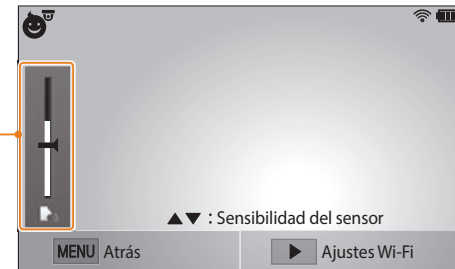 ▲▼ : Sensibilidad del sensor
MENU Atrás
▶ Ajustes Wi-Fi